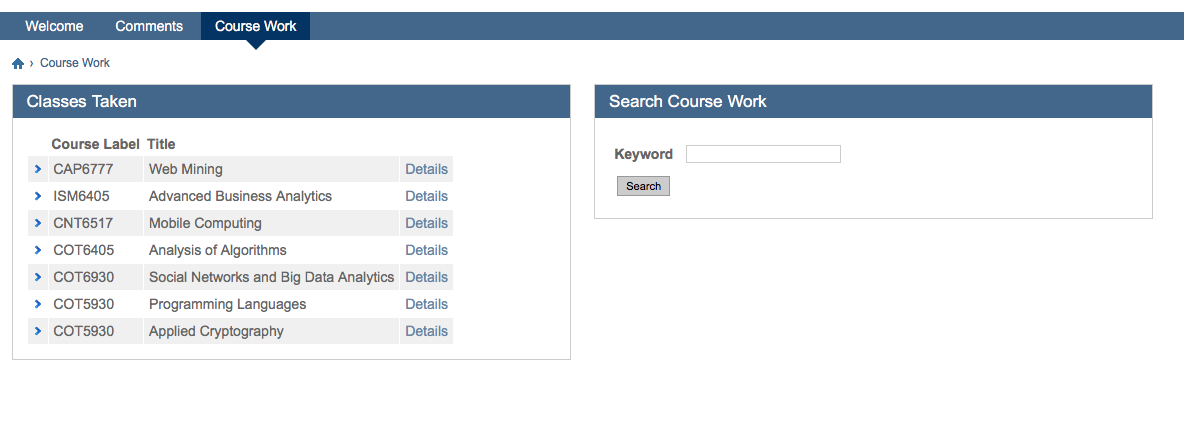 Welcome Comments Course Work
› Course Work
Classes Taken
Course Label Title
CAP6777 Web Mining Details
ISM6405 Advanced Business Analytics Details
CNT6517 Mobile Computing Details
COT6405 Analysis of Algorithms Details
COT6930 Social Networks and Big Data Analytics Details
COT5930 Programming Languages Details
COT5930 Applied Cryptography Details
Search Course Work
Keyword
Search